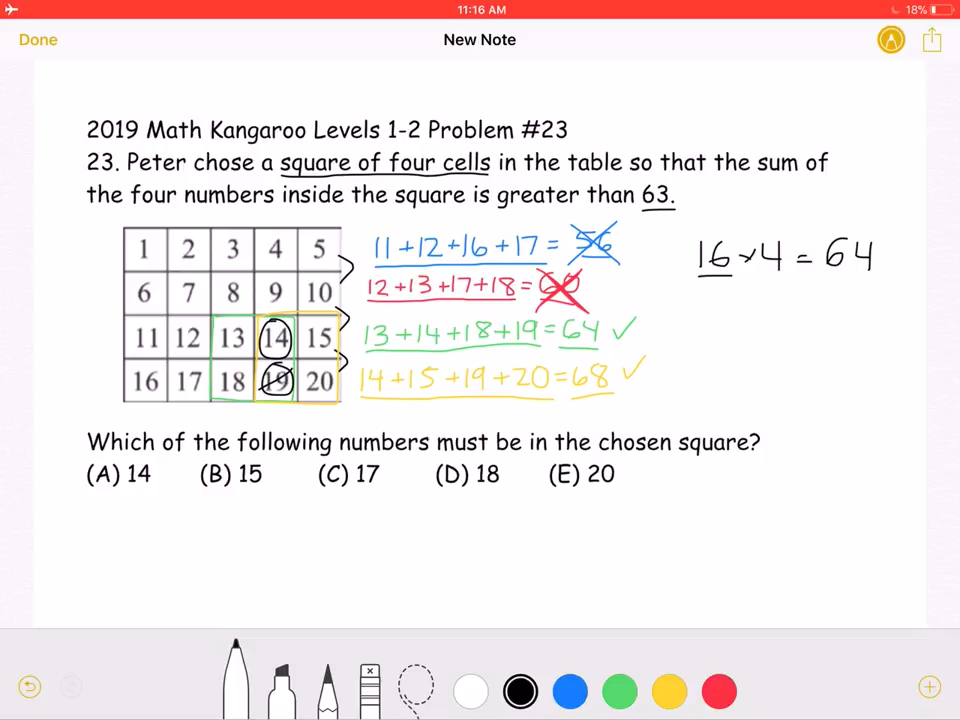 11:16 AM
18%
Done New Note
2019 Math Kangaroo Levels 1-2 Problem #23
23. Peter chose a square of four cells in the table so that the sum of
the four numbers inside the square is greater than 63.
1 2 3 4 5
6 7 8 9 10
11 12 13 14 15
16 17 18 19 20
11+12+16+17=56
12+13+17+18=60
13+14+18+19=64 ✓
14+15+19+20=68 ✓
16×4=64
Which of the following numbers must be in the chosen square?
(A) 14 (B) 15 (C) 17 (D) 18 (E) 20